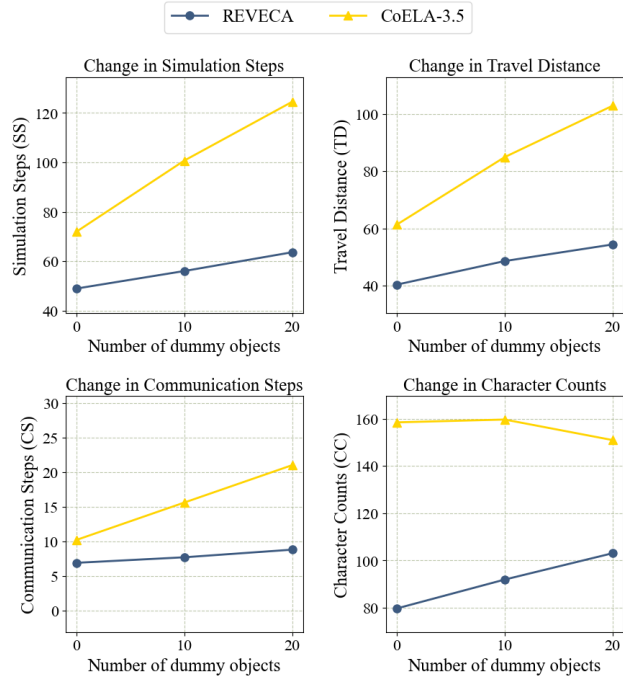 REVECA CoELA-3.5
Change in Simulation Steps
Simulation Steps (SS)
120
100
80
60
40
0 10 20
Number of dummy objects
Change in Travel Distance
Travel Distance (TD)
100
80
60
40
0 10 20
Number of dummy objects
Change in Communication Steps
Communication Steps (CS)
30
25
20
15
10
5
0
0 10 20
Number of dummy objects
Change in Character Counts
Character Counts (CC)
160
140
120
100
80
0 10 20
Number of dummy objects